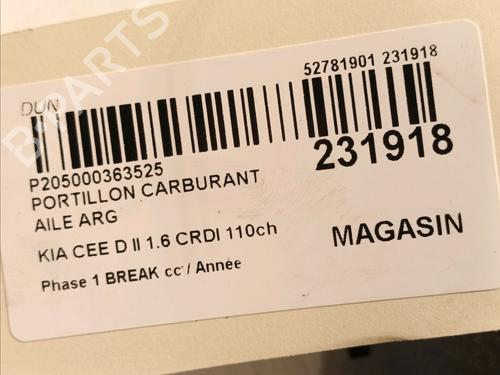 B-PARTS
DUN
52781901 231918
P205000363525
231918
PORTILLON CARBURANT
AILE ARG
KIA CEE D II 1.6 CRDI 110ch
MAGASIN
Phase 1 BREAK cc / Année